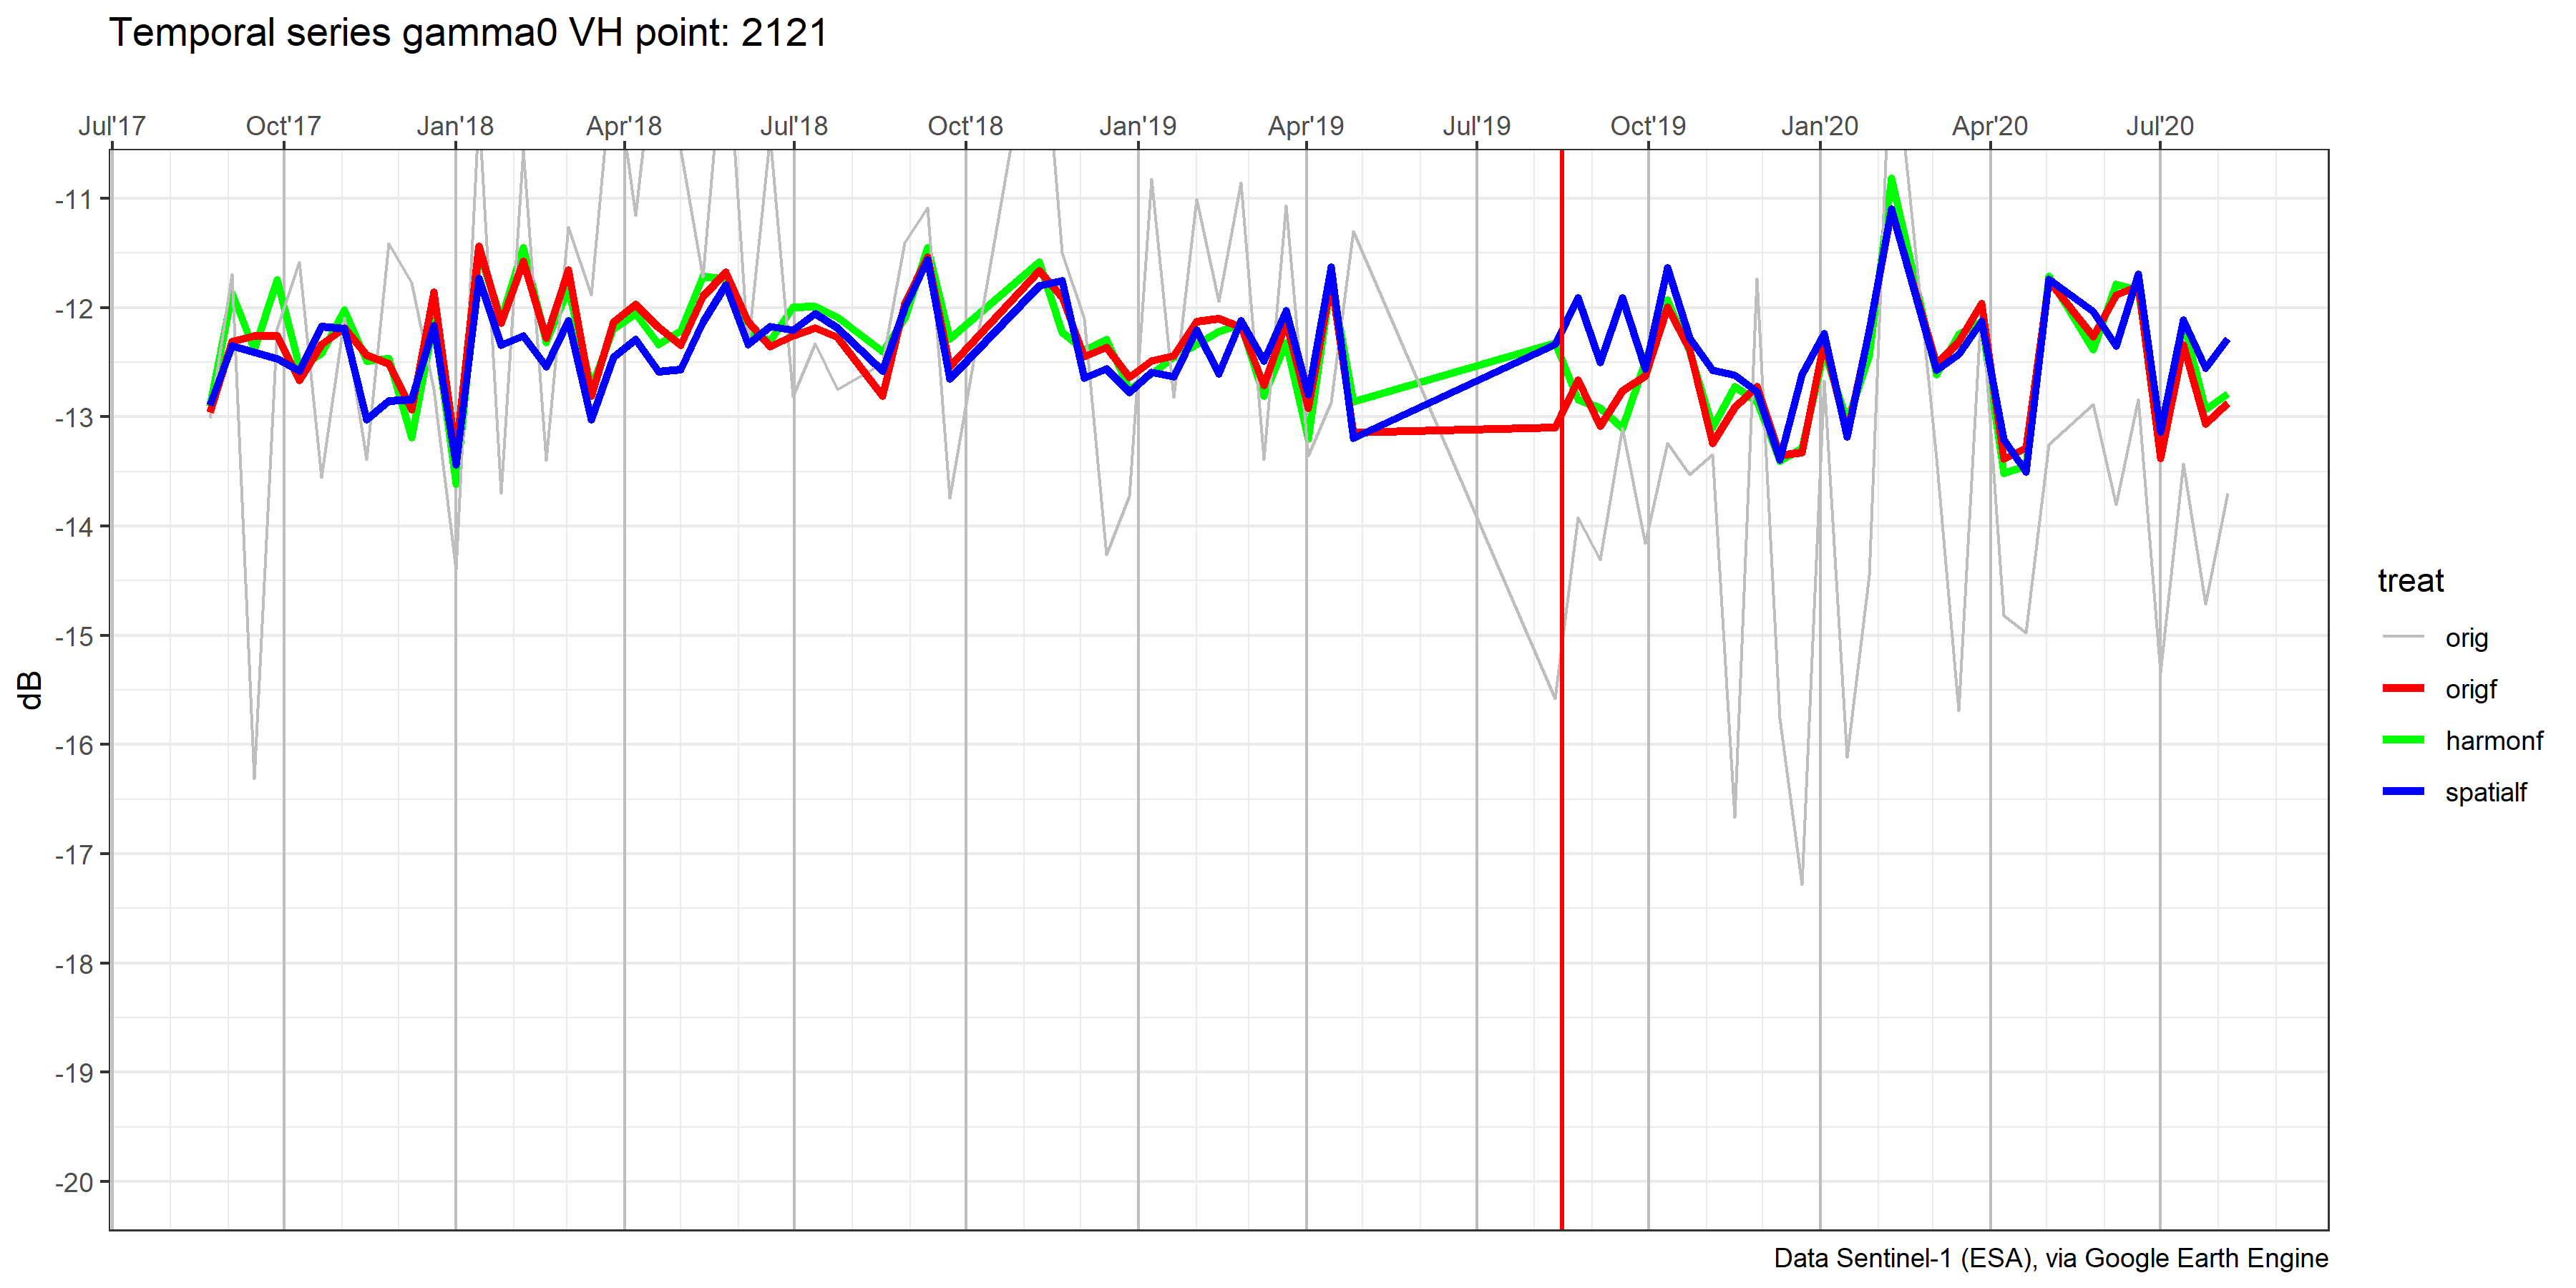 Temporal series gamma0 VH point: 2121
Jul'17 Oct'17 Jan'18 Apr'18 Jul'18 Oct'18 Jan'19 Apr'19 Jul'19 Oct'19 Jan'20 Apr'20 Jul'20
-11
-12
-13
-14
-15
-16
-17
-18
-19
-20
dB
treat
orig
origf
harmonf
spatialf
Data Sentinel-1 (ESA), via Google Earth Engine